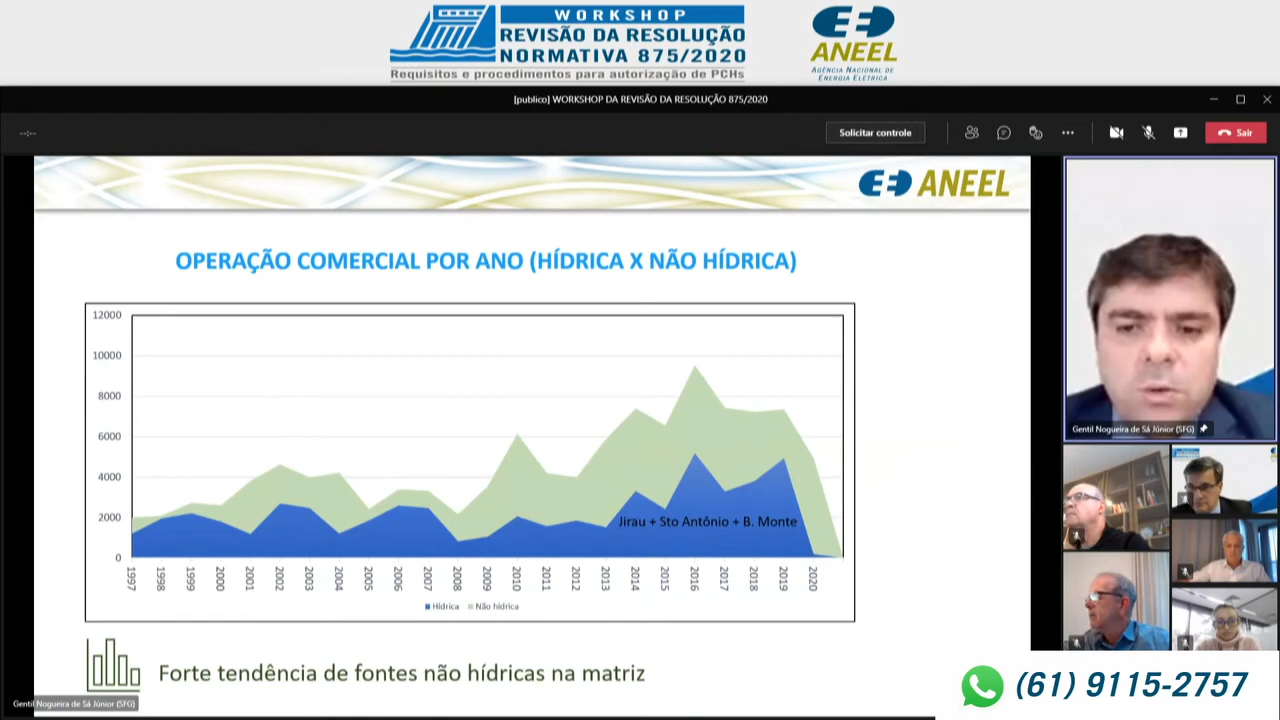 WORKSHOP
REVISÃO DA RESOLUÇÃO
NORMATIVA 875/2020
Requisitos e procedimentos para autorização de PCHs
ANEEL
AGÊNCIA NACIONAL DE
ENERGIA ELÉTRICA
[publico] WORKSHOP DA REVISÃO DA RESOLUÇÃO 875/2020
--:--
Solicitar controle
Sair
ANEEL
OPERAÇÃO COMERCIAL POR ANO (HÍDRICA X NÃO HÍDRICA)
12000
10000
8000
6000
4000
2000
0
Jirau + Sto Antônio + B. Monte
1997 1998 1999 2000 2001 2002 2003 2004 2005 2006 2007 2008 2009 2010 2011 2012 2013 2014 2015 2016 2017 2018 2019 2020
Hídrica Não hídrica
Forte tendência de fontes não hídricas na matriz
Gentil Nogueira de Sá Júnior (SFG)
Gentil Nogueira de Sá Júnior (SFG)
(61) 9115-2757